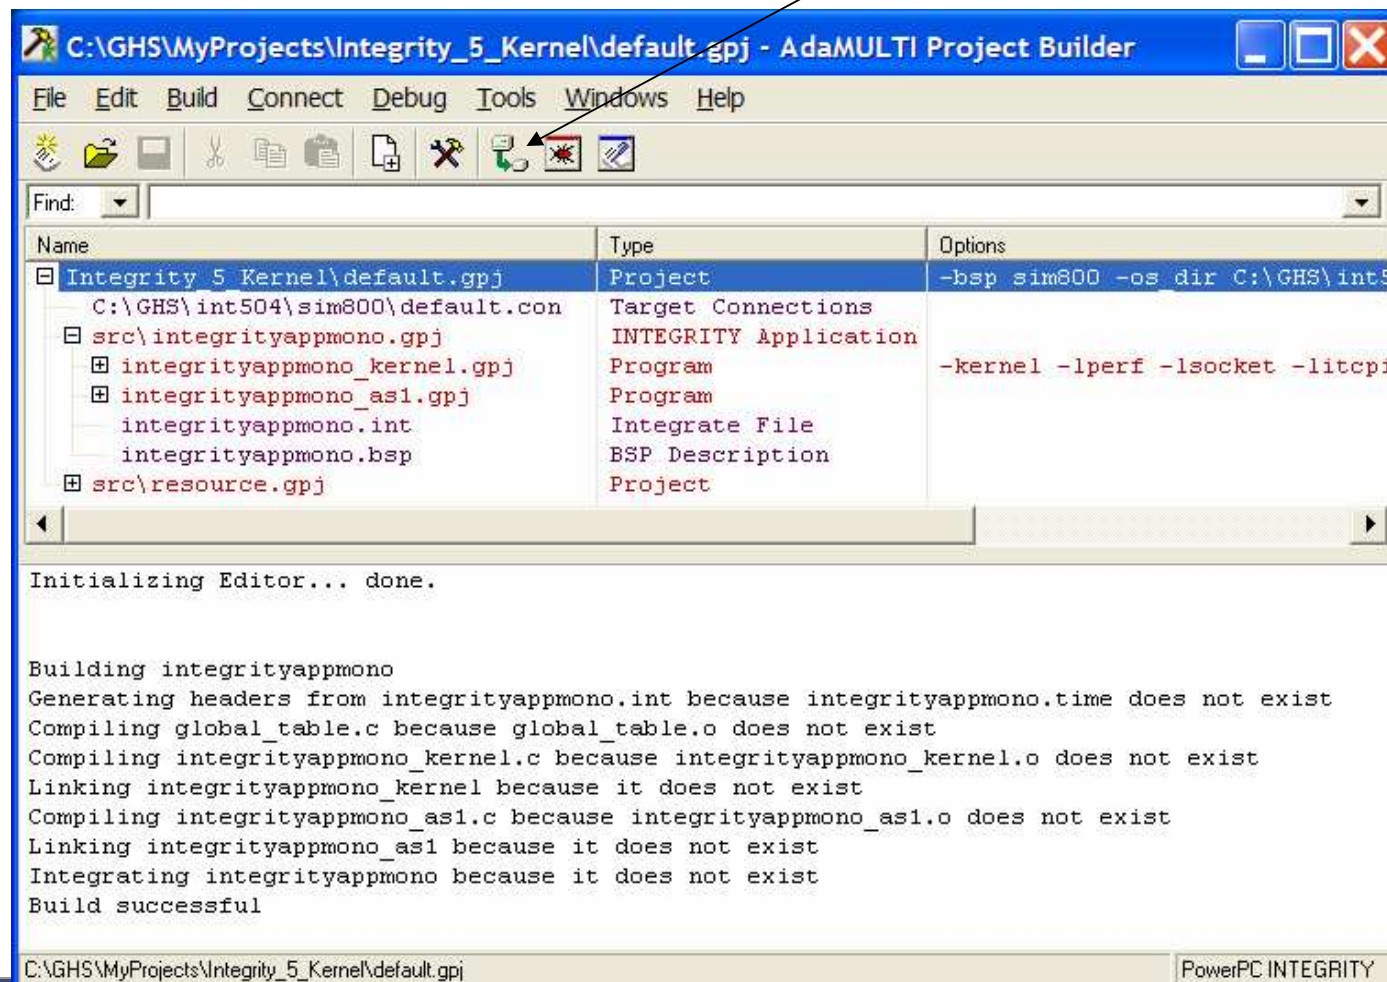 C:\GHS\MyProjects\Integrity_5_Kernel\default.gpj - AdaMULTI Project Builder
File Edit Build Connect Debug Tools Windows Help
Find:
Name Type Options
Integrity_5_Kernel\default.gpj Project -bsp sim800 -os_dir C:\GHS\int5
C:\GHS\int504\sim800\default.con Target Connections
src\integrityappmono.gpj INTEGRITY Application
integrityappmono_kernel.gpj Program -kernel -lperf -lsocket -litcpi
integrityappmono_as1.gpj Program
integrityappmono.int Integrate File
integrityappmono.bsp BSP Description
src\resource.gpj Project
Initializing Editor... done.
Building integrityappmono
Generating headers from integrityappmono.int because integrityappmono.time does not exist
Compiling global_table.c because global_table.o does not exist
Compiling integrityappmono_kernel.c because integrityappmono_kernel.o does not exist
Linking integrityappmono_kernel because it does not exist
Compiling integrityappmono_as1.c because integrityappmono_as1.o does not exist
Linking integrityappmono_as1 because it does not exist
Integrating integrityappmono because it does not exist
Build successful
C:\GHS\MyProjects\Integrity_5_Kernel\default.gpj PowerPC INTEGRITY